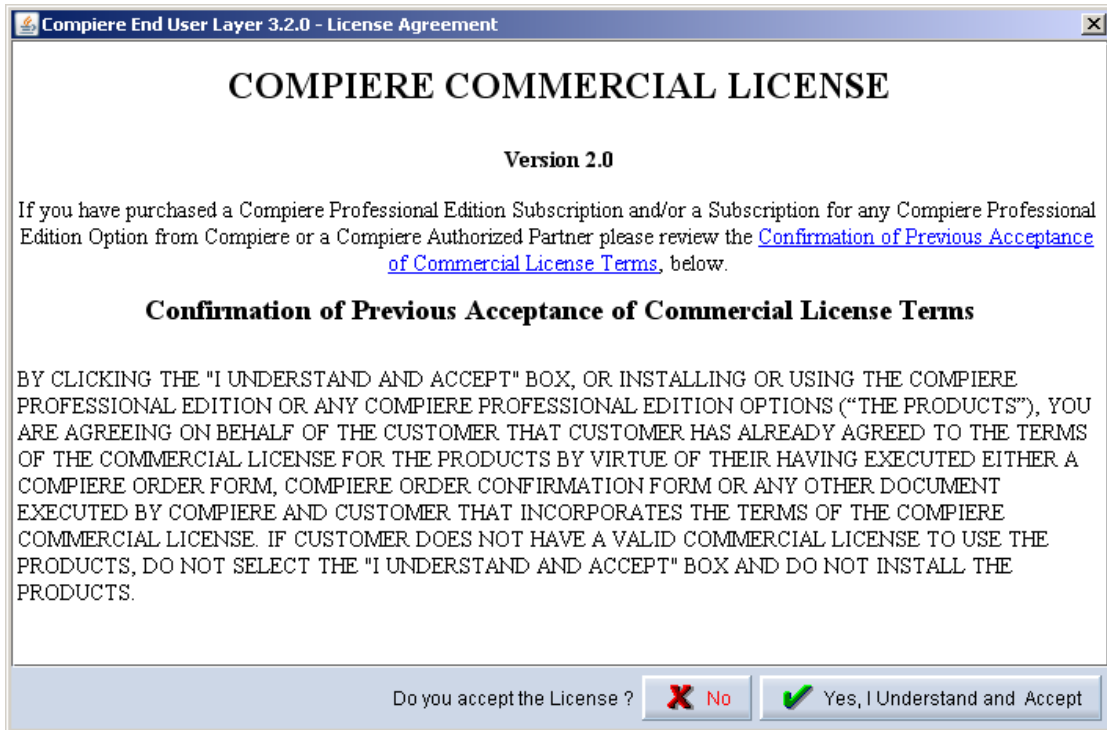 Compiere End User Layer 3.2.0 - License Agreement
COMPIERE COMMERCIAL LICENSE
Version 2.0
If you have purchased a Compiere Professional Edition Subscription and/or a Subscription for any Compiere Professional
Edition Option from Compiere or a Compiere Authorized Partner please review the Confirmation of Previous Acceptance
of Commercial License Terms, below.
Confirmation of Previous Acceptance of Commercial License Terms
BY CLICKING THE "I UNDERSTAND AND ACCEPT" BOX, OR INSTALLING OR USING THE COMPIERE
PROFESSIONAL EDITION OR ANY COMPIERE PROFESSIONAL EDITION OPTIONS (“THE PRODUCTS”), YOU
ARE AGREEING ON BEHALF OF THE CUSTOMER THAT CUSTOMER HAS ALREADY AGREED TO THE TERMS
OF THE COMMERCIAL LICENSE FOR THE PRODUCTS BY VIRTUE OF THEIR HAVING EXECUTED EITHER A
COMPIERE ORDER FORM, COMPIERE ORDER CONFIRMATION FORM OR ANY OTHER DOCUMENT
EXECUTED BY COMPIERE AND CUSTOMER THAT INCORPORATES THE TERMS OF THE COMPIERE
COMMERCIAL LICENSE. IF CUSTOMER DOES NOT HAVE A VALID COMMERCIAL LICENSE TO USE THE
PRODUCTS, DO NOT SELECT THE "I UNDERSTAND AND ACCEPT" BOX AND DO NOT INSTALL THE
PRODUCTS.
Do you accept the License ? No Yes, I Understand and Accept